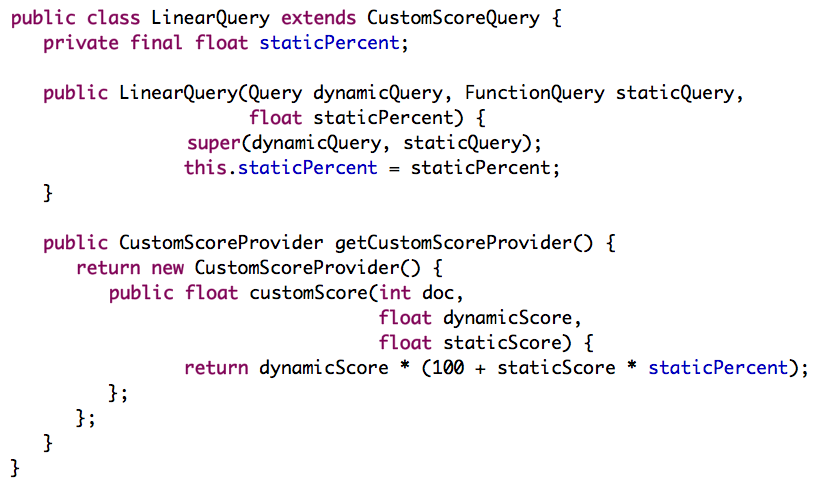 public class LinearQuery extends CustomScoreQuery {
private final float staticPercent;
public LinearQuery(Query dynamicQuery, FunctionQuery staticQuery,
float staticPercent) {
super(dynamicQuery, staticQuery);
this.staticPercent = staticPercent;
}
public CustomScoreProvider getCustomScoreProvider() {
return new CustomScoreProvider() {
public float customScore(int doc,
float dynamicScore,
float staticScore) {
return dynamicScore * (100 + staticScore * staticPercent);
};
};
}
}